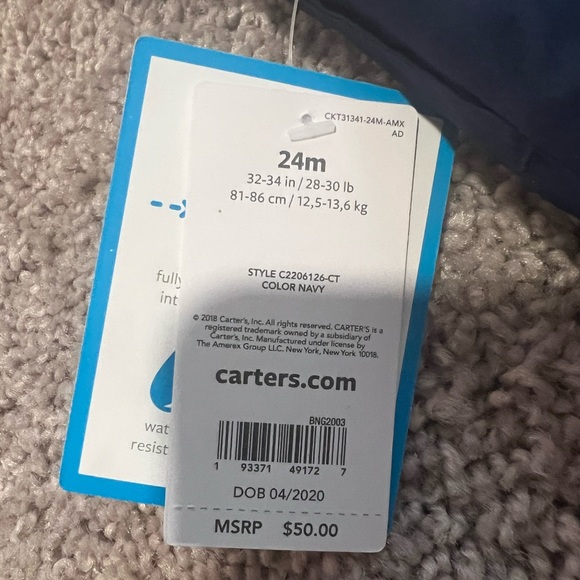 CKT31341-24M-AMX
AD
24m
32-34 in / 28-30 lb
81-86 cm / 12,5-13,6 kg
STYLE C2206126-CT
COLOR NAVY
© 2018 Carter's, Inc. All rights reserved. CARTER'S is a
registered trademark owned by a subsidiary of
Carter's, Inc. Manufactured under license by
The Amerex Group LLC. New York, New York 10018.
carters.com
BNG2003
1 93371 49172 7
DOB 04/2020
MSRP $50.00
fully
int
wat
resist